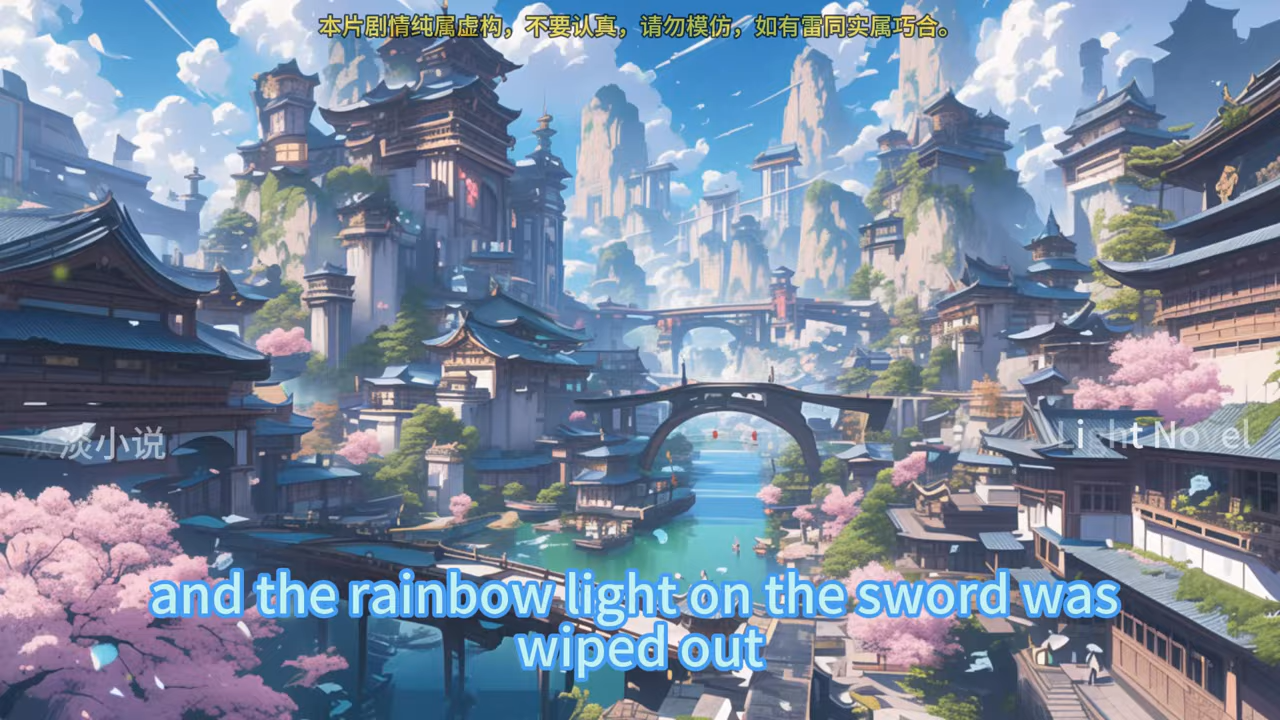 本片剧情纯属虚构，不要认真，请勿模仿，如有雷同实属巧合。
淡淡小说
Light Novel
and the rainbow light on the sword was
wiped out